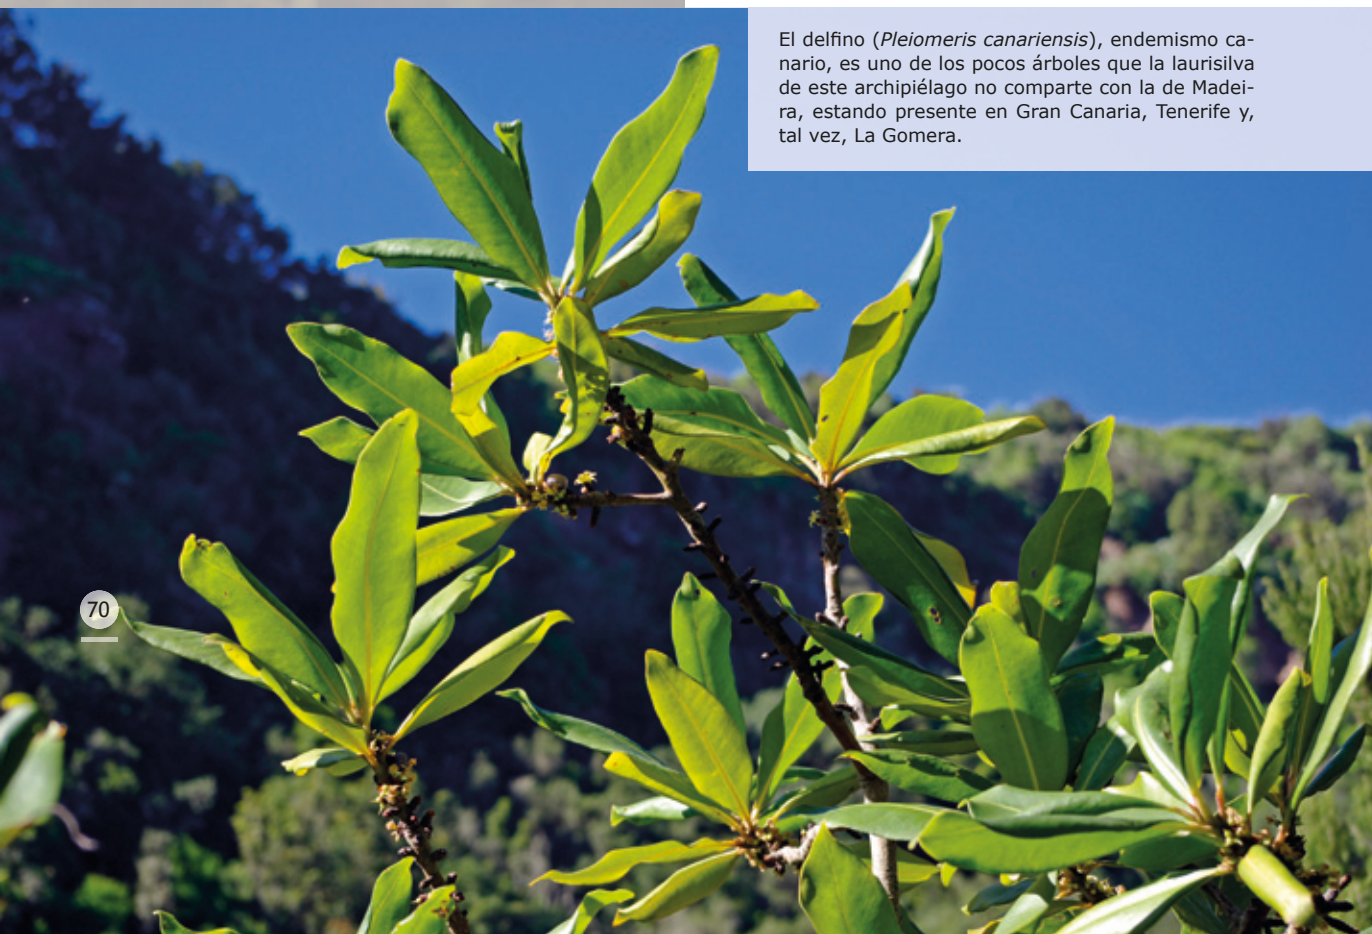 El delfino (Pleiomeris canariensis), endemismo ca-
nario, es uno de los pocos árboles que la laurisilva
de este archipiélago no comparte con la de Madei-
ra, estando presente en Gran Canaria, Tenerife y,
tal vez, La Gomera.
70